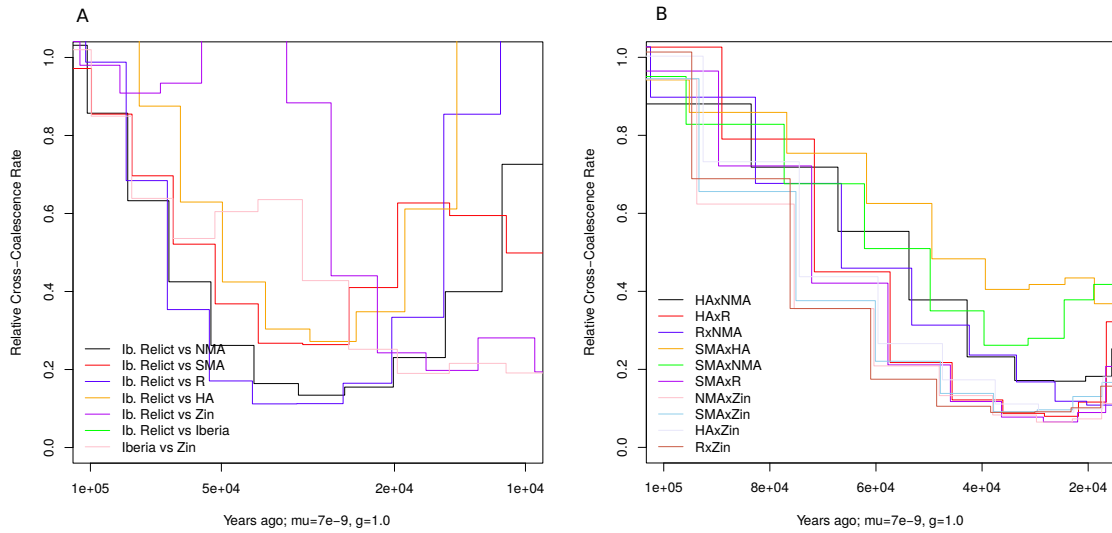 A
Relative Cross−Coalescence Rate
1.0
0.8
0.6
0.4
0.2
0.0
Ib. Relict vs NMA
Ib. Relict vs SMA
Ib. Relict vs R
Ib. Relict vs HA
Ib. Relict vs Zin
Ib. Relict vs Iberia
Iberia vs Zin
1e+05 5e+04 2e+04 1e+04
Years ago; mu=7e−9, g=1.0
B
Relative Cross−Coalescence Rate
1.0
0.8
0.6
0.4
0.2
0.0
HAxNMA
HAxR
RxNMA
SMAxHA
SMAxNMA
SMAxR
NMAxZin
SMAxZin
HAxZin
RxZin
1e+05 8e+04 6e+04 4e+04 2e+04
Years ago; mu=7e−9, g=1.0